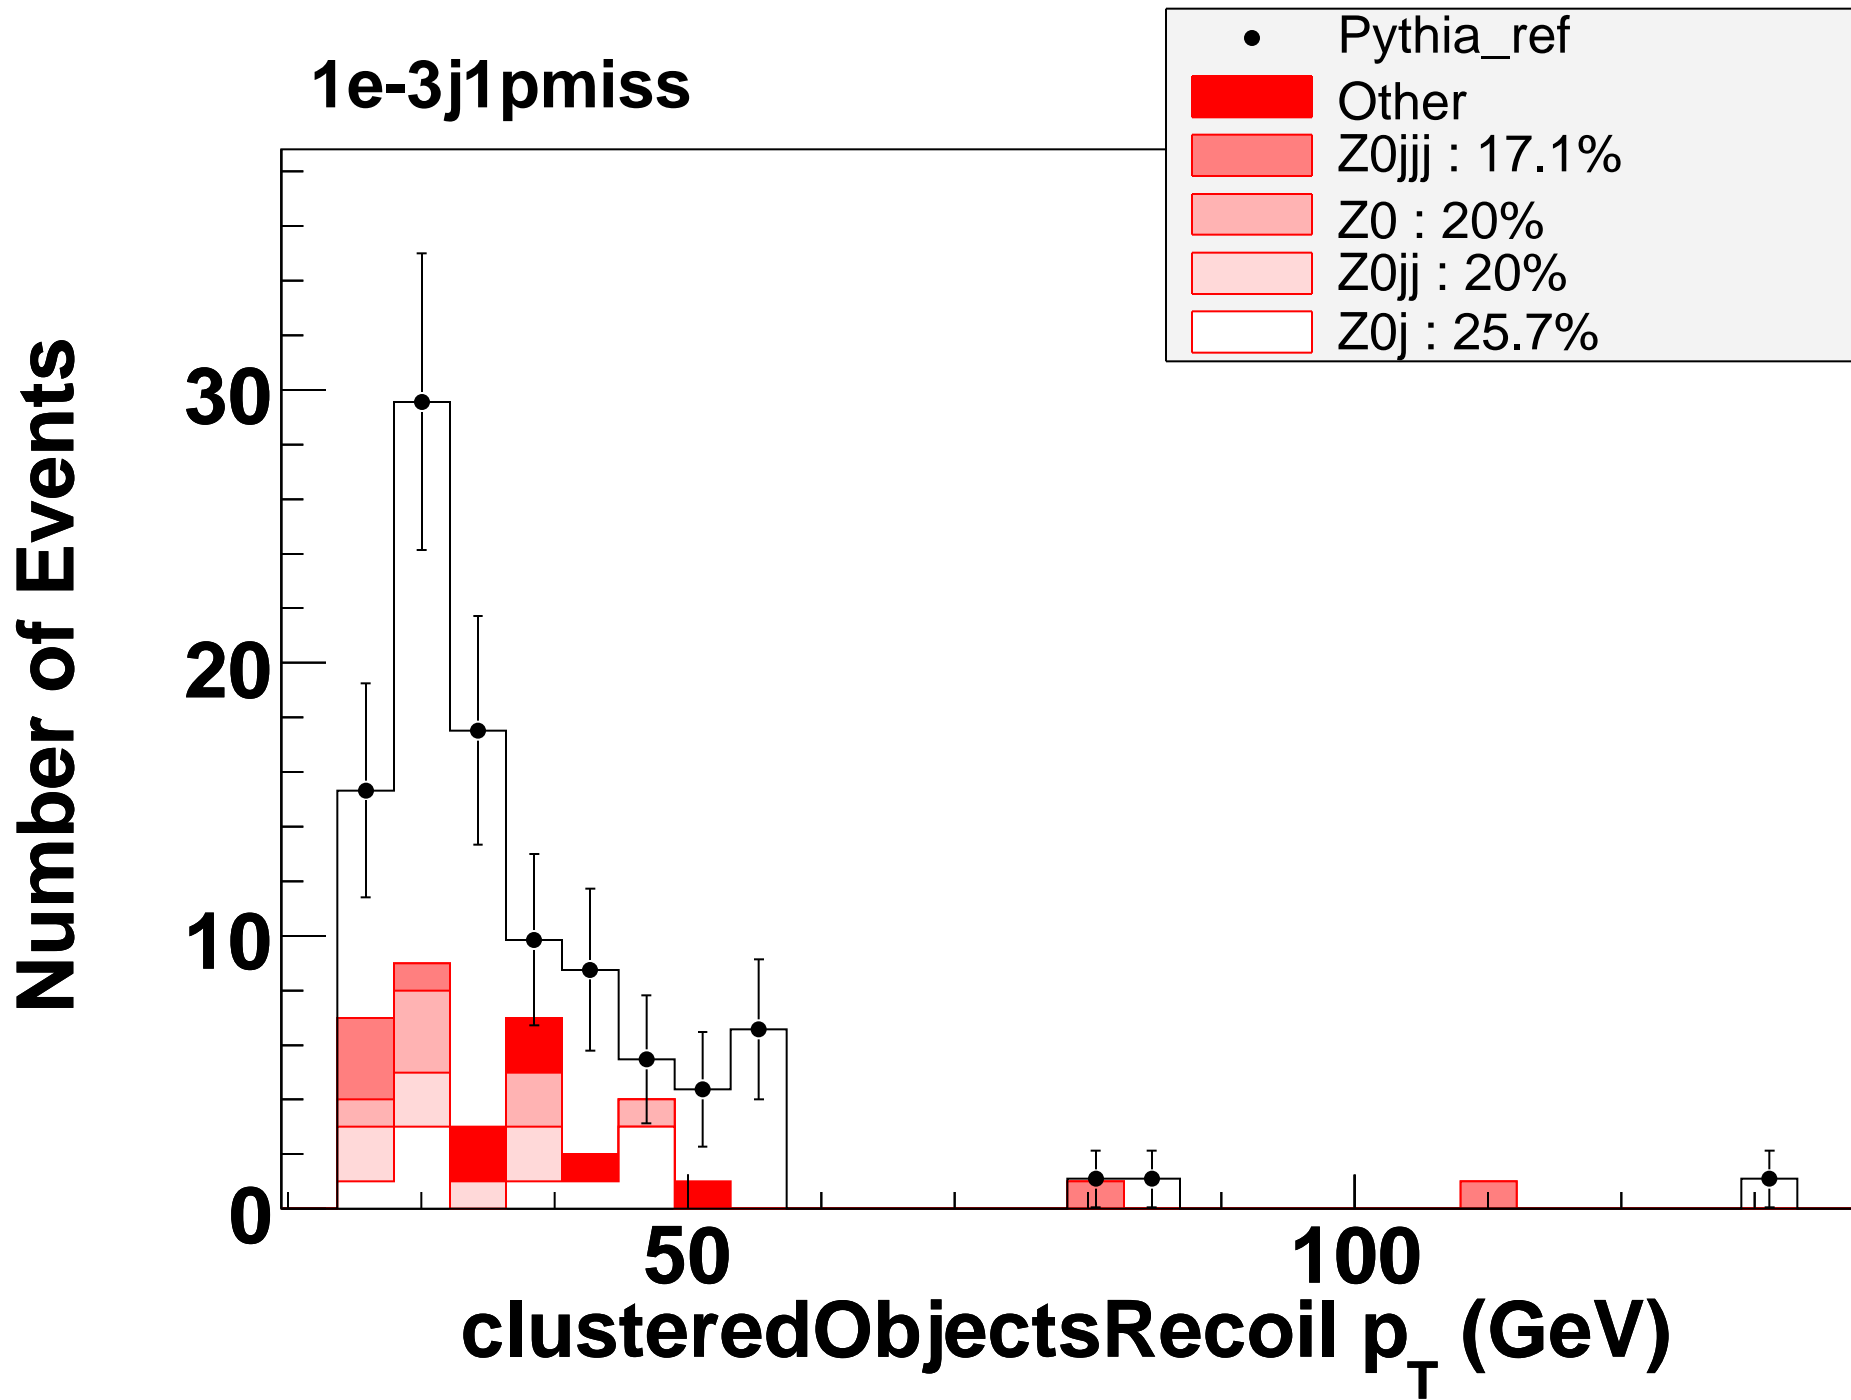 1e-3j1pmiss
Pythia_ref
Other
Z0jjj : 17.1%
Z0 : 20%
Z0jj : 20%
Z0j : 25.7%
Number of Events
30
20
10
0
50
100
clusteredObjectsRecoil p_T (GeV)